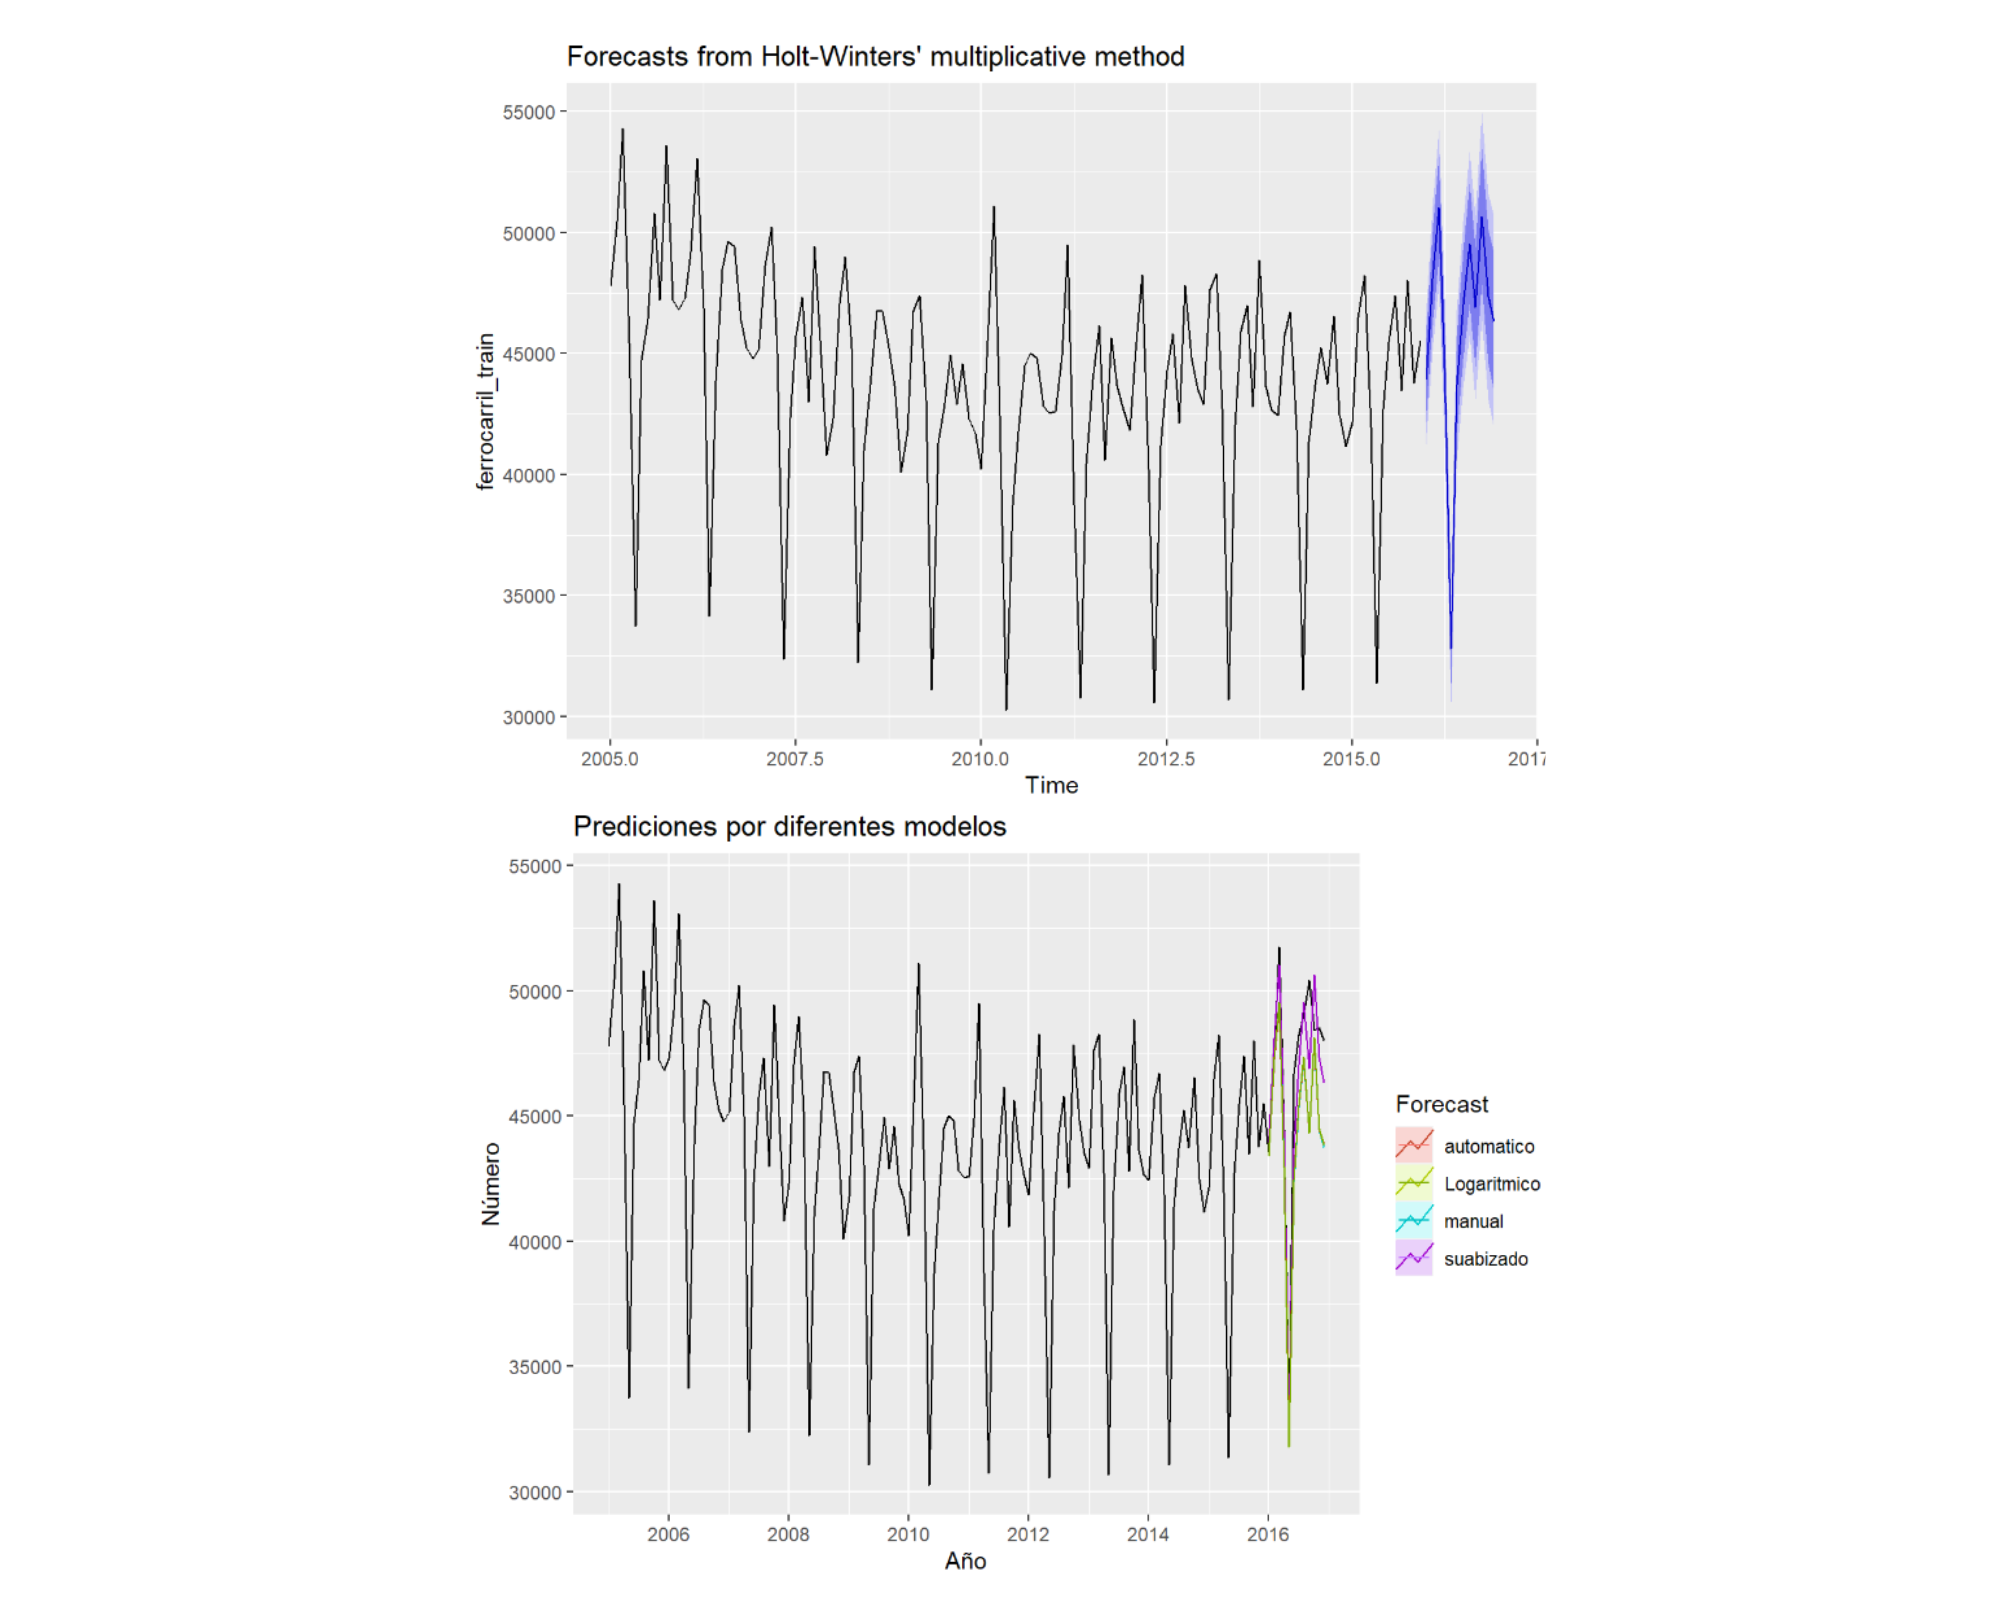 Forecasts from Holt-Winters' multiplicative method
55000
50000
45000
40000
35000
30000
ferrocarril_train
2005.0 2007.5 2010.0 2012.5 2015.0 2017
Time
Prediciones por diferentes modelos
55000
50000
45000
40000
35000
30000
Número
2006 2008 2010 2012 2014 2016
Año
Forecast
automatico
Logaritmico
manual
suabizado